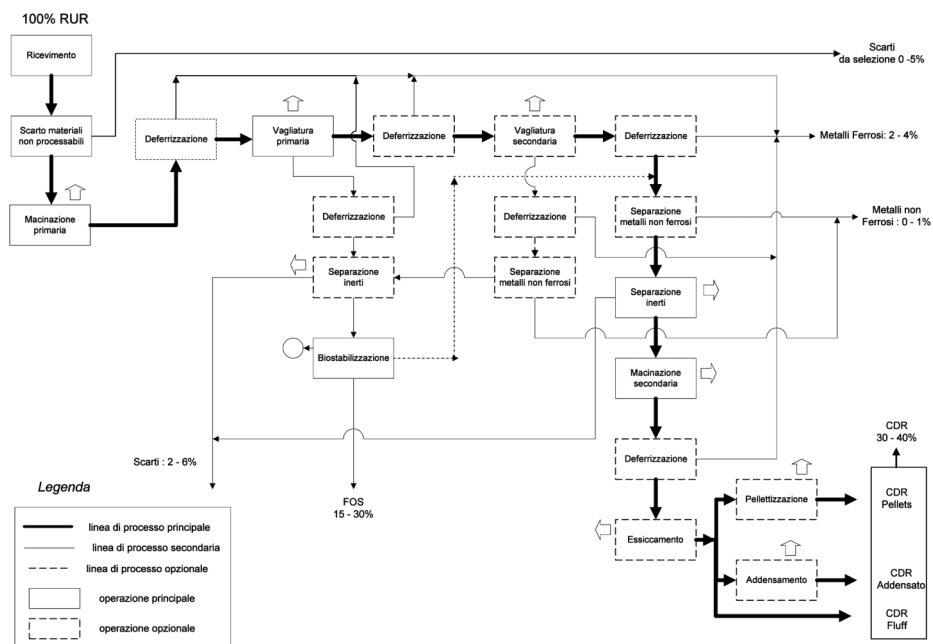 100% RUR
Ricevimento
Scarti
da selezione 0 -5%
Scarto materiali
non processabili
Deferrizzazione
Vagliatura
primaria
Deferrizzazione
Vagliatura
secondaria
Deferrizzazione
Metalli Ferrosi: 2 - 4%
Macinazione
primaria
Deferrizzazione
Deferrizzazione
Separazione
metalli non ferrosi
Metalli non
Ferrosi : 0 - 1%
Separazione
inerti
Separazione
metalli non ferrosi
Separazione
inerti
Biostabilizzazione
Macinazione
secondaria
Deferrizzazione
Scarti : 2 - 6%
FOS
15 - 30%
CDR
30 - 40%
Pellettizzazione
CDR
Pellets
Essiccamento
Addensamento
CDR
Addensato
CDR
Fluff
Legenda
linea di processo principale
linea di processo secondaria
linea di processo opzionale
operazione principale
operazione opzionale